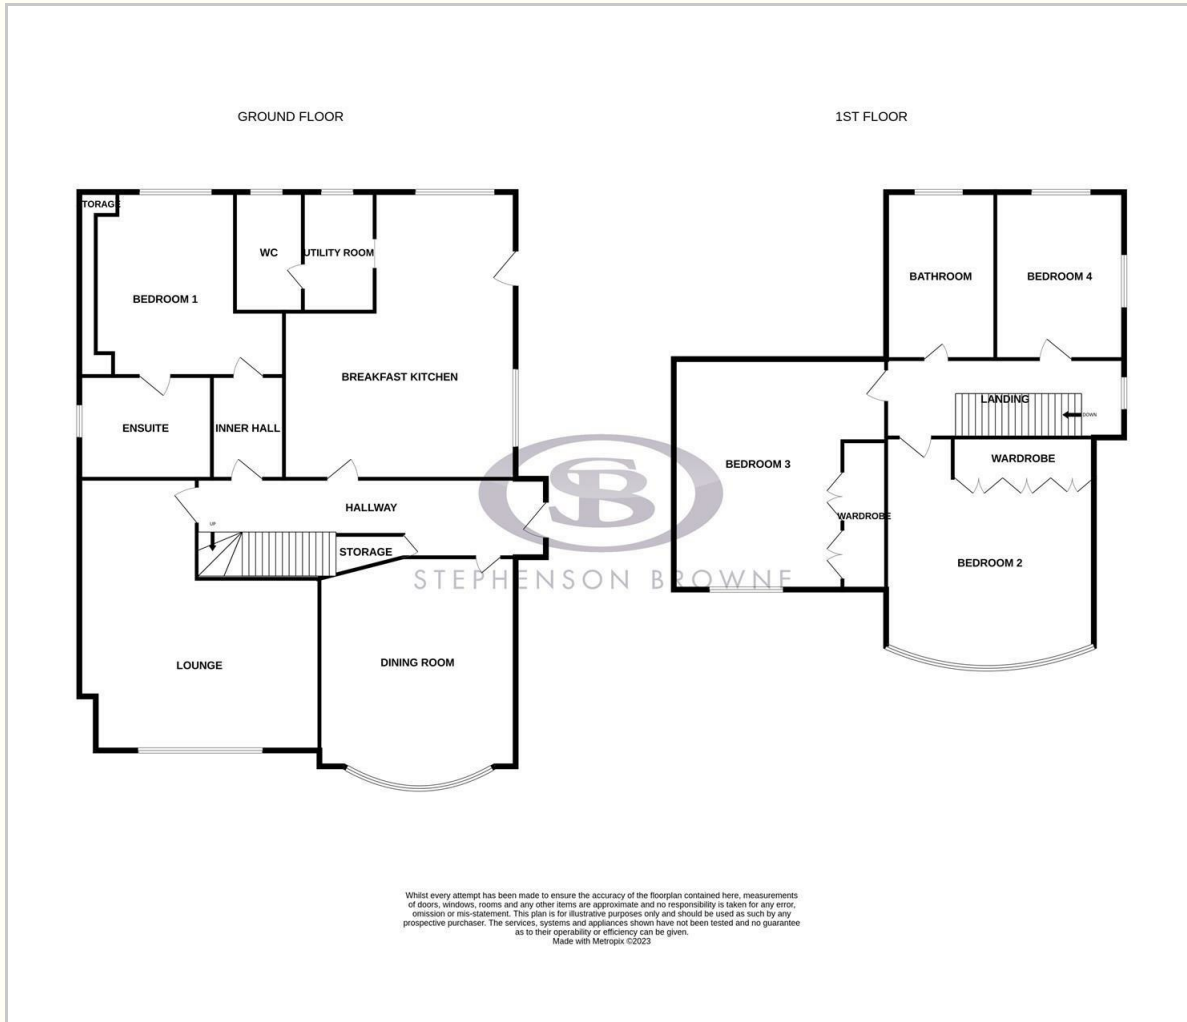 GROUND FLOOR
1ST FLOOR
TORAGE
WC
UTILITY ROOM
BEDROOM 1
BREAKFAST KITCHEN
ENSUITE
INNER HALL
HALLWAY
UP
STORAGE
LOUNGE
DINING ROOM
BATHROOM
BEDROOM 4
LANDING
DOWN
BEDROOM 3
WARDROBE
WARDROBE
BEDROOM 2
SB
STEPHENSON BROWNE
Whilst every attempt has been made to ensure the accuracy of the floorplan contained here, measurements
of doors, windows, rooms and any other items are approximate and no responsibility is taken for any error,
omission or mis-statement. This plan is for illustrative purposes only and should be used as such by any
prospective purchaser. The services, systems and appliances shown have not been tested and no guarantee
as to their operability or efficiency can be given.
Made with Metropix ©2023